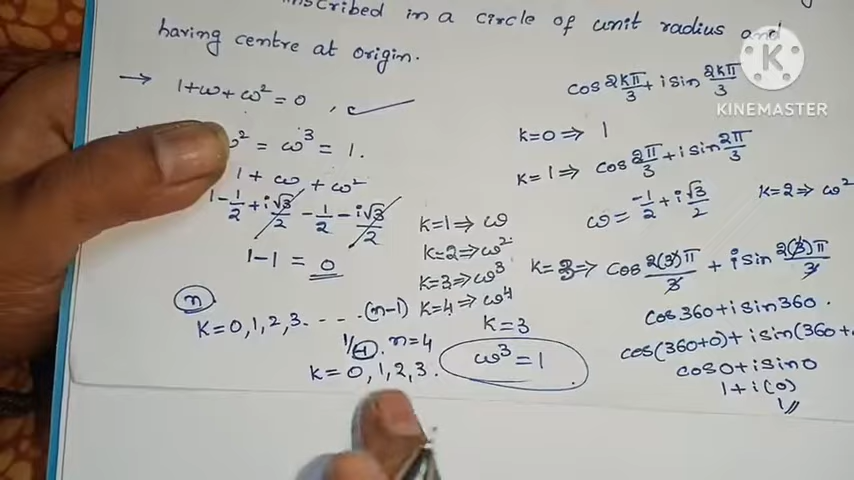 inscribed in a circle of unit radius and
having centre at origin.
→ 1+ω+ω²=0 ,
ω² = ω³ = 1.
1 + ω + ω²
1-1/2+i√3/2 -1/2-i√3/2
1-1 = 0
n
K=0,1,2,3.....(n-1)
n=4
K=0,1,2,3.
K=1⇒ω
K=2⇒ω²
K=3⇒ω³
K=4⇒ω⁴
K=3
ω³=1
cos 2Kπ/3 + i sin 2Kπ/3
K=0⇒ 1
K=1⇒ cos 2π/3 + i sin 2π/3
ω = -1/2 + i√3/2
K=2⇒ω²
K=3⇒ cos 2(3)π/3 + i sin 2(3)π/3
cos 360+i sin 360.
cos(360+0)+i sin(360+
cos0+i sin0
1+i(0)
1
K
KINEMASTER